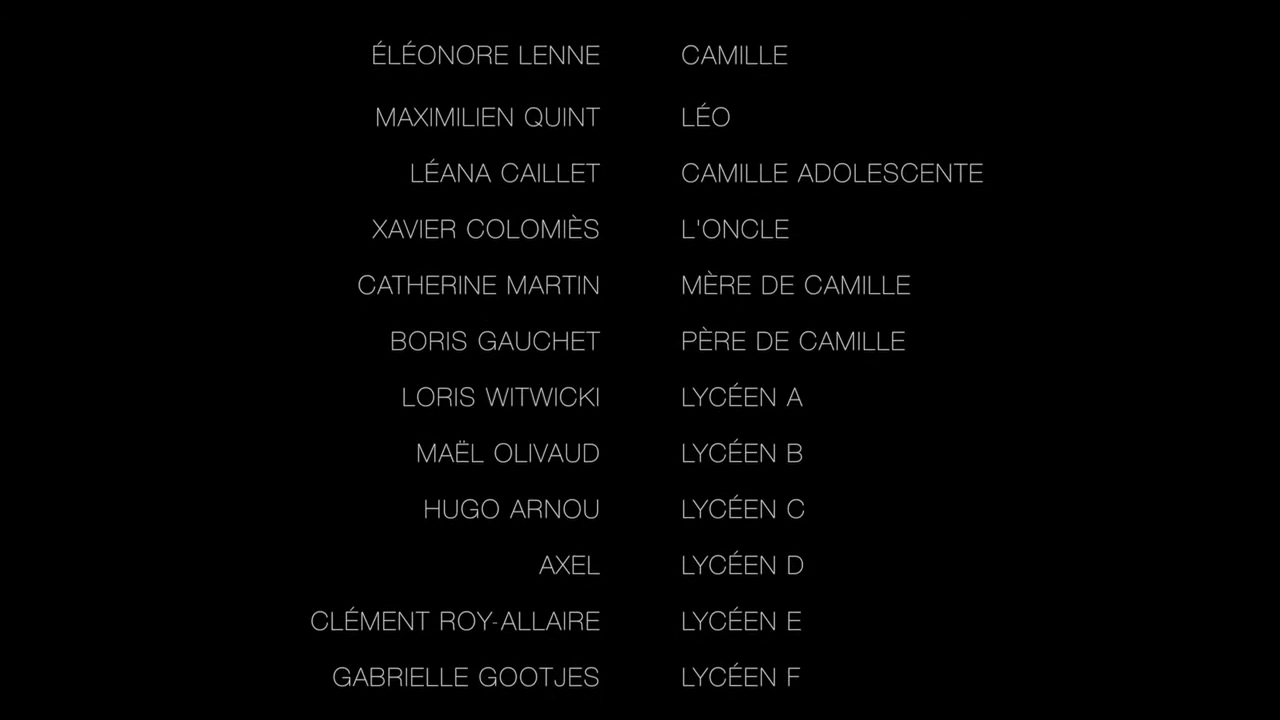 ÉLÉONORE LENNE CAMILLE
MAXIMILIEN QUINT LÉO
LÉANA CAILLET CAMILLE ADOLESCENTE
XAVIER COLOMIÈS L'ONCLE
CATHERINE MARTIN MÈRE DE CAMILLE
BORIS GAUCHET PÈRE DE CAMILLE
LORIS WITWICKI LYCÉEN A
MAËL OLIVAUD LYCÉEN B
HUGO ARNOU LYCÉEN C
AXEL LYCÉEN D
CLÉMENT ROY-ALLAIRE LYCÉEN E
GABRIELLE GOOTJES LYCÉEN F